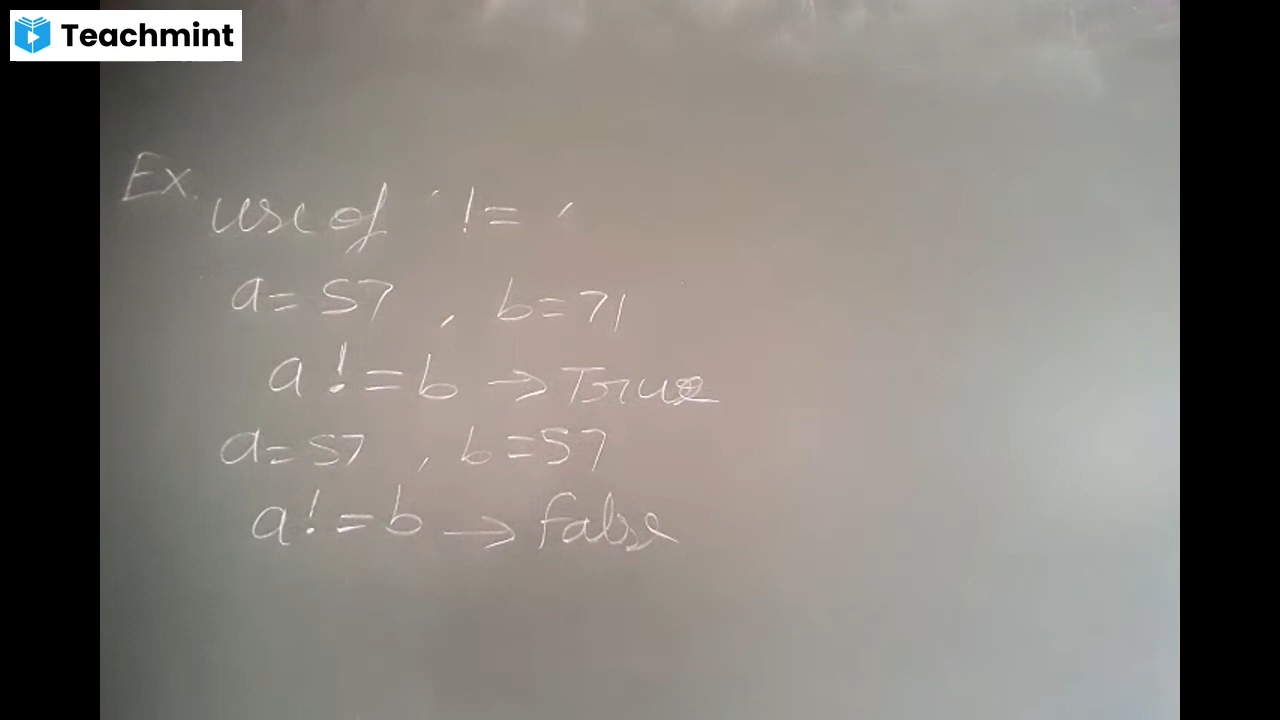 Teachmint
Ex.
use of '!='
a=57, b=71
a!=b → True
a=57, b=57
a!=b → false